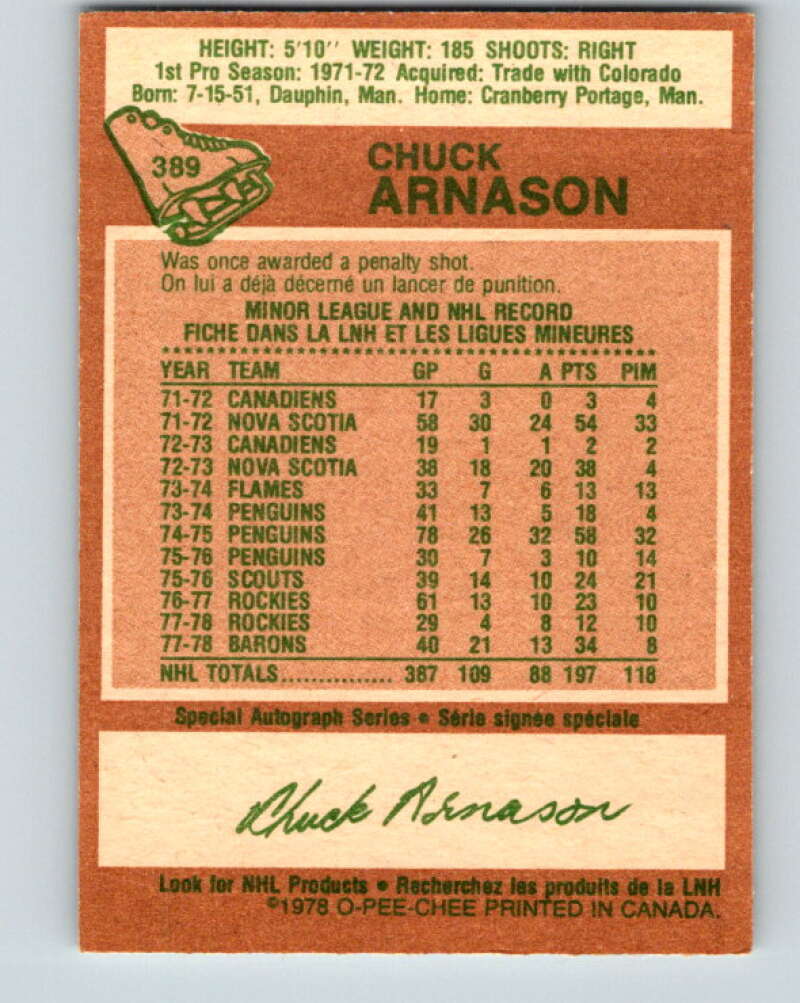 HEIGHT: 5'10" WEIGHT: 185 SHOOTS: RIGHT
1st Pro Season: 1971-72 Acquired: Trade with Colorado
Born: 7-15-51, Dauphin, Man. Home: Cranberry Portage, Man.
389
CHUCK
ARNASON
Was once awarded a penalty shot.
On lui a déjà décerné un lancer de punition.
MINOR LEAGUE AND NHL RECORD
FICHE DANS LA LNH ET LES LIGUES MINEURES
YEAR TEAM GP G A PTS PIM
71-72 CANADIENS 17 3 0 3 4
71-72 NOVA SCOTIA 58 30 24 54 33
72-73 CANADIENS 19 1 1 2 2
72-73 NOVA SCOTIA 38 18 20 38 4
73-74 FLAMES 33 7 6 13 13
73-74 PENGUINS 41 13 5 18 4
74-75 PENGUINS 78 26 32 58 32
75-76 PENGUINS 30 7 3 10 14
75-76 SCOUTS 39 14 10 24 21
76-77 ROCKIES 61 13 10 23 10
77-78 ROCKIES 29 4 8 12 10
77-78 BARONS 40 21 13 34 8
NHL TOTALS............... 387 109 88 197 118
Special Autograph Series • Série signée spéciale
Chuck Arnason
Look for NHL Products • Recherchez les produits de la LNH
©1978 O-PEE-CHEE PRINTED IN CANADA.